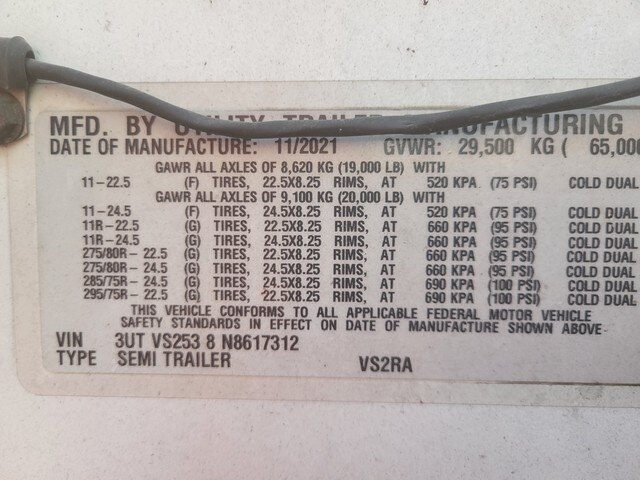 MFD. BY UTILITY TRAILER MANUFACTURING
DATE OF MANUFACTURE: 11/2021 GVWR: 29,500 KG ( 65,000
GAWR ALL AXLES OF 8,620 KG (19,000 LB) WITH
11-22.5 (F) TIRES, 22.5X8.25 RIMS, AT 520 KPA (75 PSI) COLD DUAL
GAWR ALL AXLES OF 9,100 KG (20,000 LB) WITH
11-24.5 (F) TIRES, 24.5X8.25 RIMS, AT 520 KPA (75 PSI) COLD DUAL
11R-22.5 (G) TIRES, 22.5X8.25 RIMS, AT 660 KPA (95 PSI) COLD DUAL
11R-24.5 (G) TIRES, 24.5X8.25 RIMS, AT 660 KPA (95 PSI) COLD DUAL
275/80R- 22.5 (G) TIRES, 22.5X8.25 RIMS, AT 660 KPA (95 PSI) COLD DUAL
275/80R- 24.5 (G) TIRES, 24.5X8.25 RIMS, AT 660 KPA (95 PSI) COLD DUAL
285/75R- 24.5 (G) TIRES, 24.5X8.25 RIMS, AT 690 KPA (100 PSI) COLD DUAL
295/75R- 22.5 (G) TIRES, 22.5X8.25 RIMS, AT 690 KPA (100 PSI) COLD DUAL
THIS VEHICLE CONFORMS TO ALL APPLICABLE FEDERAL MOTOR VEHICLE
SAFETY STANDARDS IN EFFECT ON DATE OF MANUFACTURE SHOWN ABOVE
VIN 3UT VS253 8 N8617312
TYPE SEMI TRAILER VS2RA